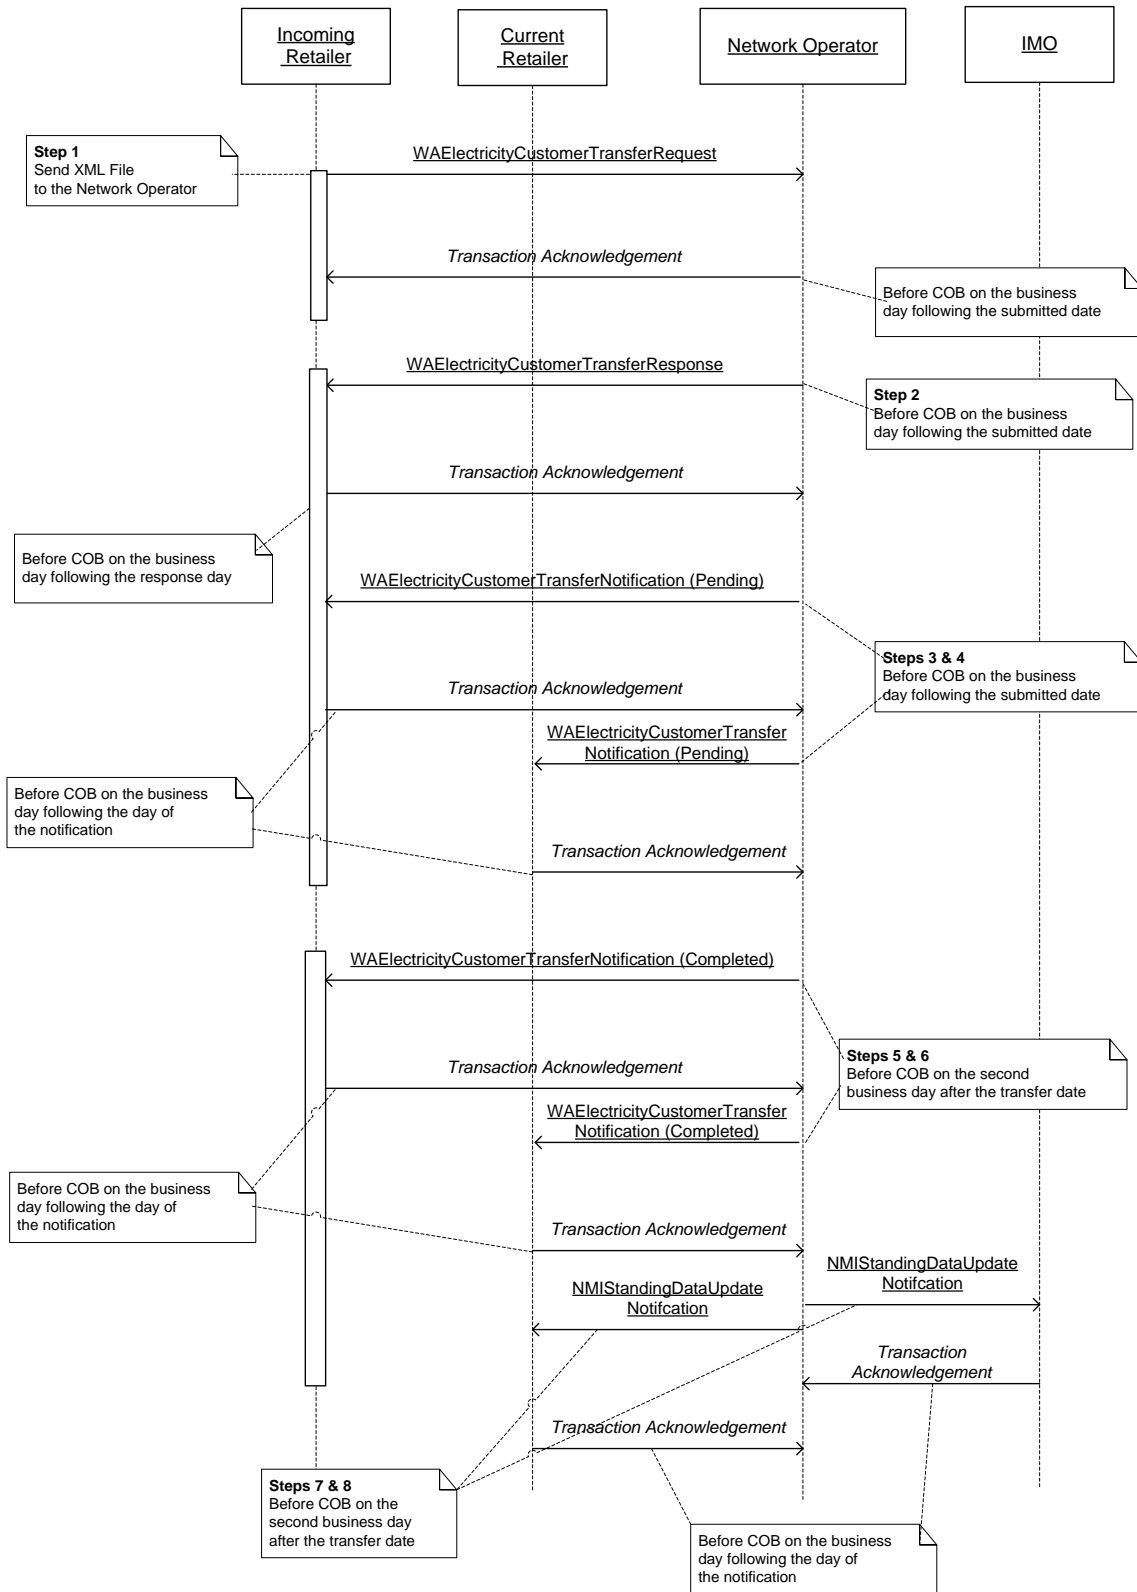 Incoming
Retailer
Current
Retailer
Network Operator
IMO
Step 1
Send XML File
to the Network Operator
WAElectricityCustomerTransferRequest
Transaction Acknowledgement
Before COB on the business
day following the submitted date
WAElectricityCustomerTransferResponse
Step 2
Before COB on the business
day following the submitted date
Transaction Acknowledgement
Before COB on the business
day following the response day
WAElectricityCustomerTransferNotification (Pending)
Steps 3 & 4
Before COB on the business
day following the submitted date
Transaction Acknowledgement
WAElectricityCustomerTransfer
Notification (Pending)
Before COB on the business
day following the day of
the notification
Transaction Acknowledgement
WAElectricityCustomerTransferNotification (Completed)
Steps 5 & 6
Before COB on the second
business day after the transfer date
Transaction Acknowledgement
WAElectricityCustomerTransfer
Notification (Completed)
Before COB on the business
day following the day of
the notification
Transaction Acknowledgement
NMIStandingDataUpdate
Notifcation
NMIStandingDataUpdate
Notifcation
Transaction
Acknowledgement
Transaction Acknowledgement
Steps 7 & 8
Before COB on the
second business day
after the transfer date
Before COB on the business
day following the day of
the notification